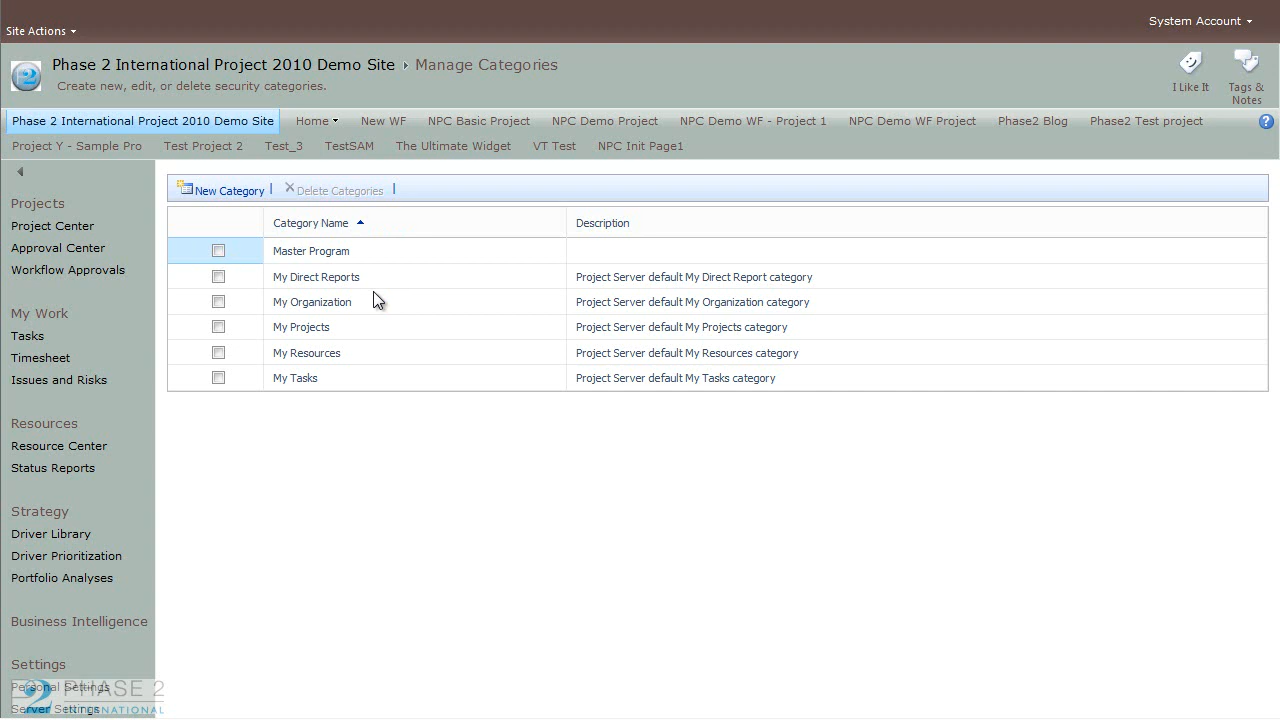 Site Actions
System Account
Phase 2 International Project 2010 Demo Site Manage Categories
Create new, edit, or delete security categories.
I Like It
Tags & Notes
Phase 2 International Project 2010 Demo Site Home New WF NPC Basic Project NPC Demo Project NPC Demo WF - Project 1 NPC Demo WF Project Phase2 Blog Phase2 Test project
Project Y - Sample Pro Test Project 2 Test_3 TestSAM The Ultimate Widget VT Test NPC Init Page1
Projects
Project Center
Approval Center
Workflow Approvals
My Work
Tasks
Timesheet
Issues and Risks
Resources
Resource Center
Status Reports
Strategy
Driver Library
Driver Prioritization
Portfolio Analyses
Business Intelligence
Settings
Personal Settings
Server Settings
PHASE 2
INTERNATIONAL
New Category Delete Categories
Category Name Description
Master Program
My Direct Reports Project Server default My Direct Report category
My Organization Project Server default My Organization category
My Projects Project Server default My Projects category
My Resources Project Server default My Resources category
My Tasks Project Server default My Tasks category